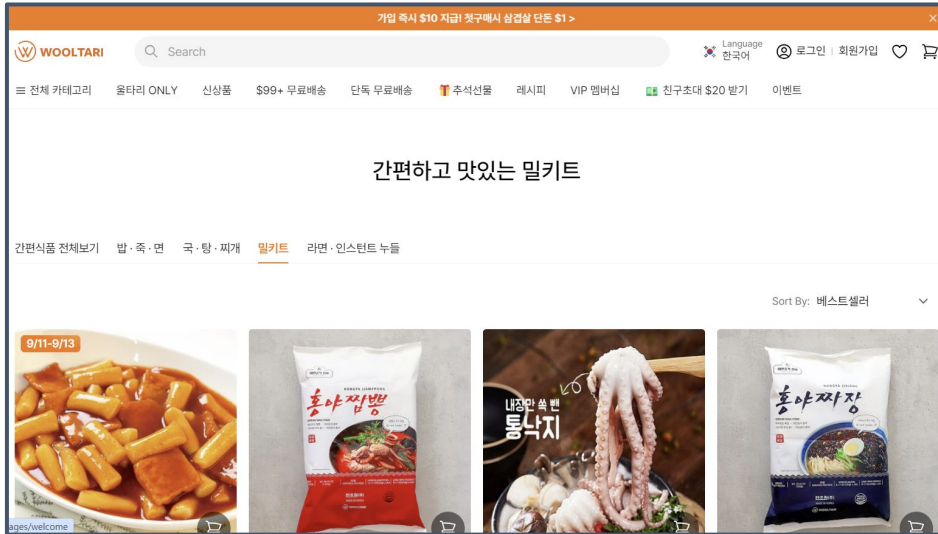 가입 즉시 $10 지급! 첫구매시 삼겹살 단돈 $1 >
WOOLTARI
Search
Language
한국어
로그인 | 회원가입
전체 카테고리 울타리 ONLY 신상품 $99+ 무료배송 단독 무료배송 추석선물 레시피 VIP 멤버십 친구초대 $20 받기 이벤트
간편하고 맛있는 밀키트
간편식품 전체보기 밥 · 죽 · 면 국 · 탕 · 찌개 밀키트 라면 · 인스턴트 누들
Sort By: 베스트셀러
9/11-9/13
홍야짬뽕
내장만 쏙 뺀
통낙지
홍야짜장
WOOLTARI
ages/welcome